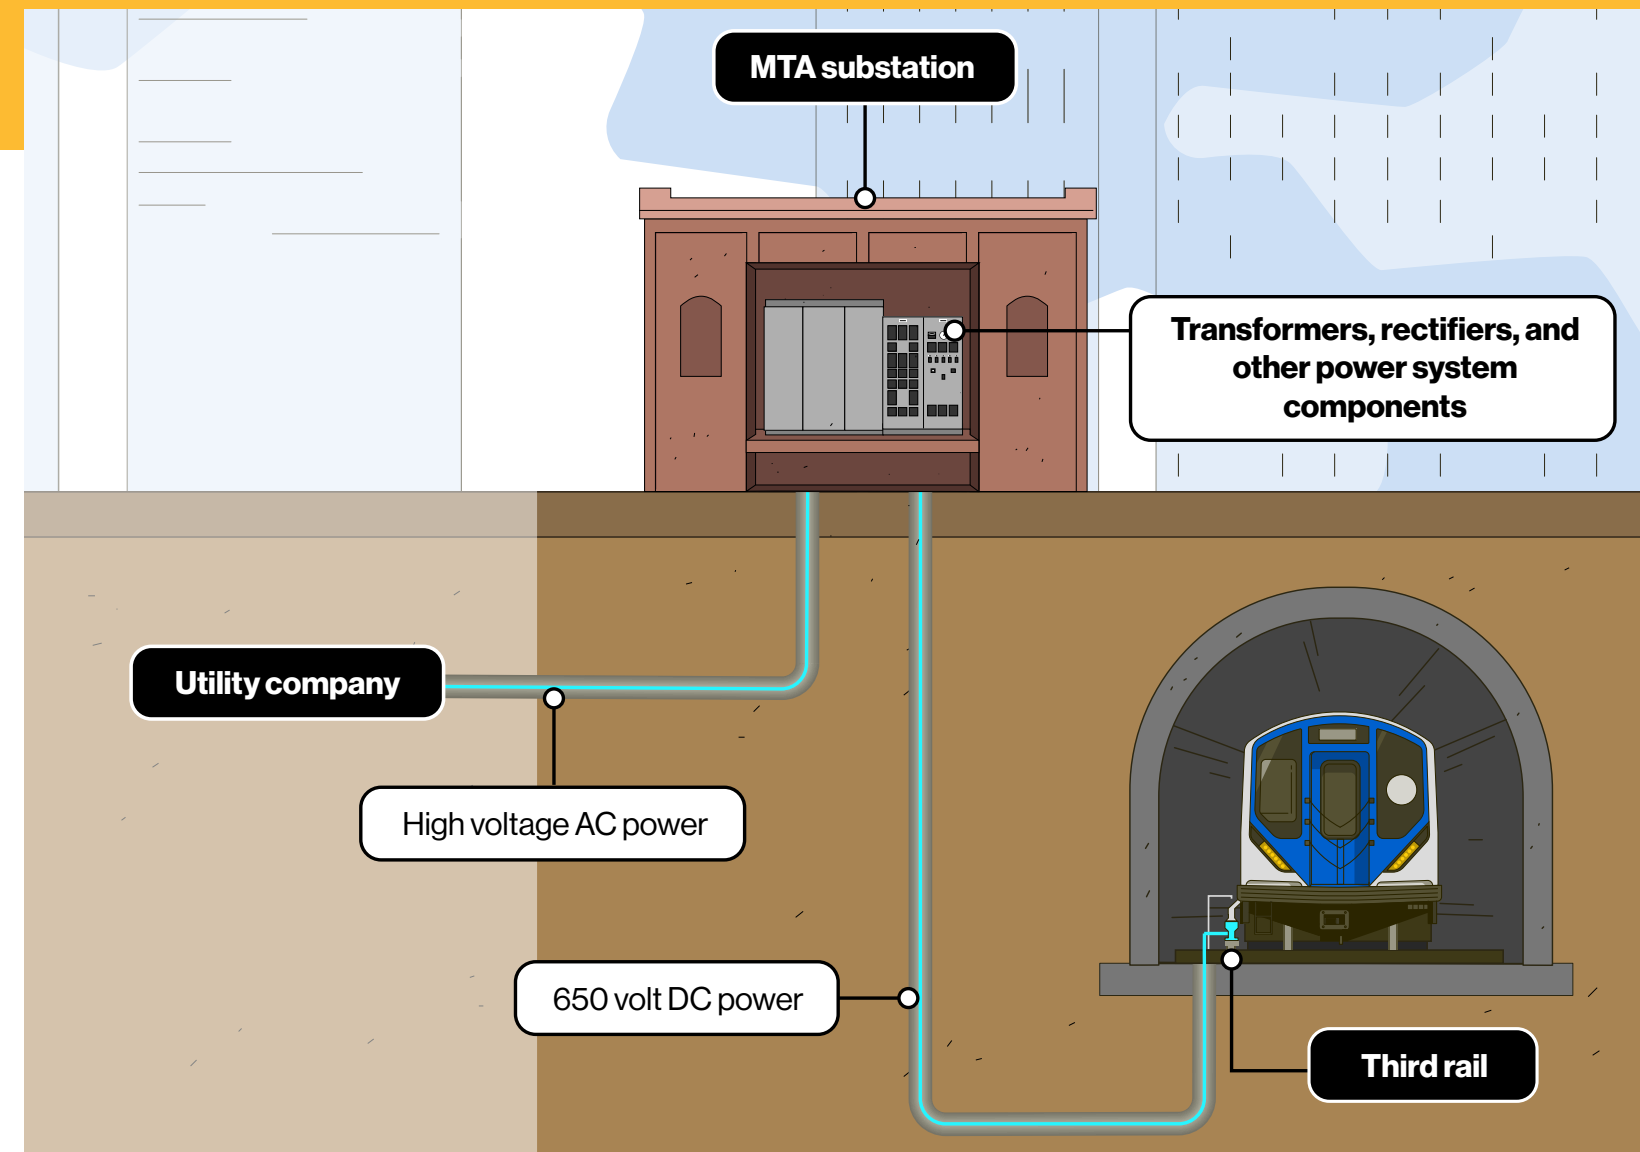 MTA substation
Transformers, rectifiers, and
other power system
components
Utility company
High voltage AC power
650 volt DC power
Third rail